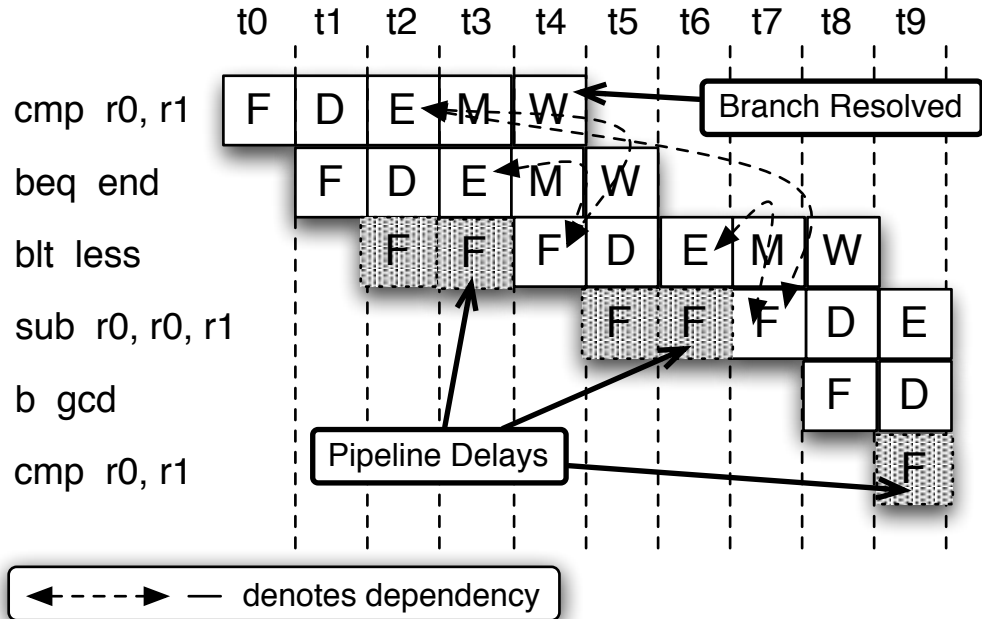 t0 t1 t2 t3 t4 t5 t6 t7 t8 t9
cmp r0, r1 F D E M W Branch Resolved
beq end F D E M W
blt less F F F D E M W
sub r0, r0, r1 F F F D E
b gcd F D
Pipeline Delays
cmp r0, r1 F
— denotes dependency